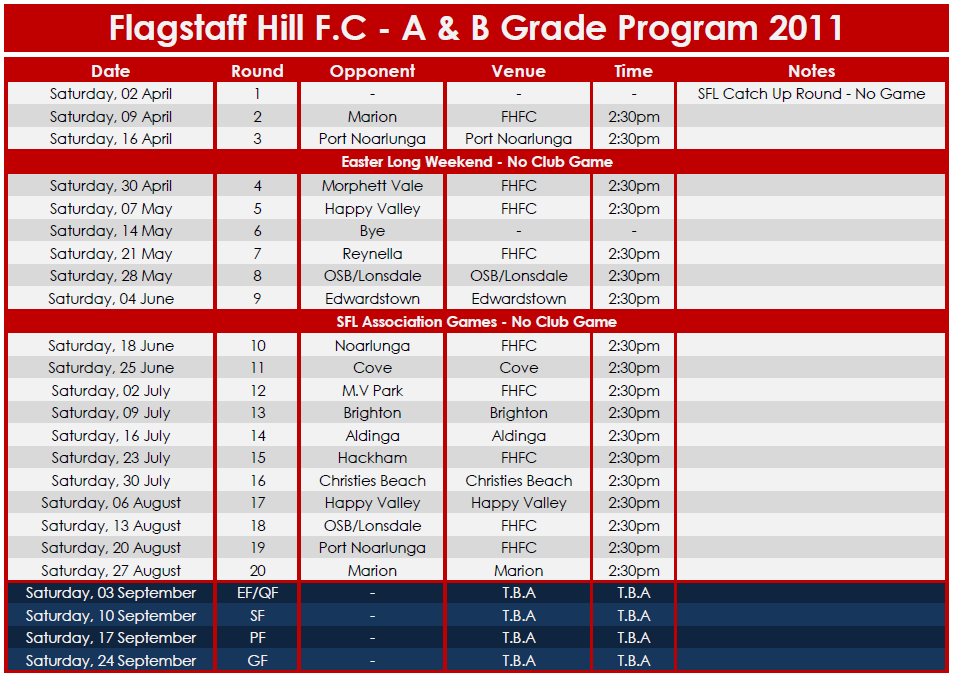 Flagstaff Hill F.C - A & B Grade Program 2011
Date Round Opponent Venue Time Notes
Saturday, 02 April 1 - - - SFL Catch Up Round - No Game
Saturday, 09 April 2 Marion FHFC 2:30pm
Saturday, 16 April 3 Port Noarlunga Port Noarlunga 2:30pm
Easter Long Weekend - No Club Game
Saturday, 30 April 4 Morphett Vale FHFC 2:30pm
Saturday, 07 May 5 Happy Valley FHFC 2:30pm
Saturday, 14 May 6 Bye - -
Saturday, 21 May 7 Reynella FHFC 2:30pm
Saturday, 28 May 8 OSB/Lonsdale OSB/Lonsdale 2:30pm
Saturday, 04 June 9 Edwardstown Edwardstown 2:30pm
SFL Association Games - No Club Game
Saturday, 18 June 10 Noarlunga FHFC 2:30pm
Saturday, 25 June 11 Cove Cove 2:30pm
Saturday, 02 July 12 M.V Park FHFC 2:30pm
Saturday, 09 July 13 Brighton Brighton 2:30pm
Saturday, 16 July 14 Aldinga Aldinga 2:30pm
Saturday, 23 July 15 Hackham FHFC 2:30pm
Saturday, 30 July 16 Christies Beach Christies Beach 2:30pm
Saturday, 06 August 17 Happy Valley Happy Valley 2:30pm
Saturday, 13 August 18 OSB/Lonsdale FHFC 2:30pm
Saturday, 20 August 19 Port Noarlunga FHFC 2:30pm
Saturday, 27 August 20 Marion Marion 2:30pm
Saturday, 03 September EF/QF - T.B.A T.B.A
Saturday, 10 September SF - T.B.A T.B.A
Saturday, 17 September PF - T.B.A T.B.A
Saturday, 24 September GF - T.B.A T.B.A